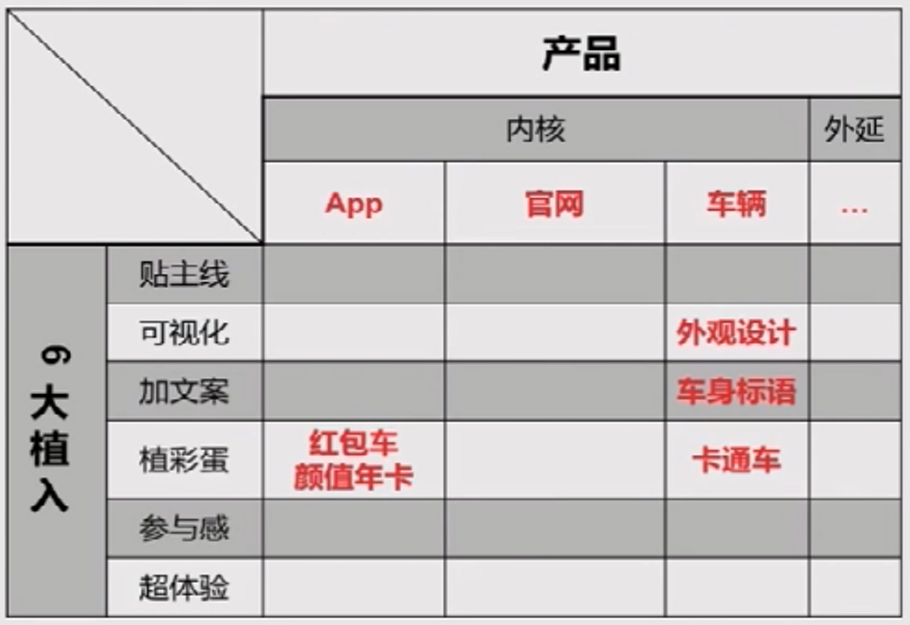 产品
内核 外延
App 官网 车辆 ...
6大植入
贴主线
可视化 外观设计
加文案 车身标语
植彩蛋 红包车 卡通车
颜值年卡
参与感
超体验